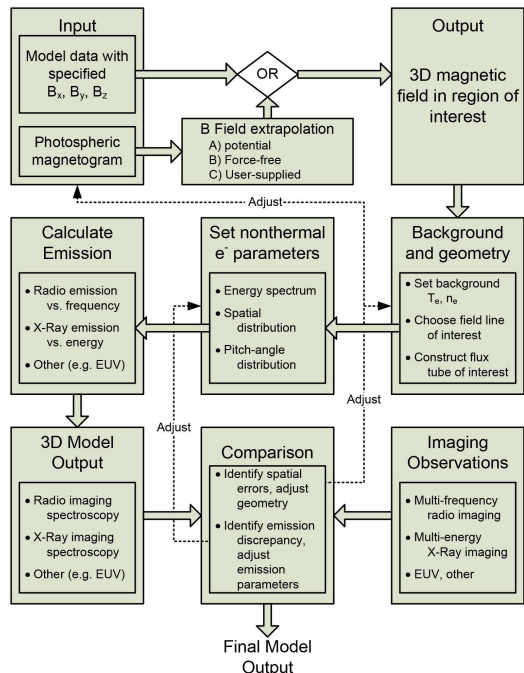 Input
Model data with
specified
Bx, By, Bz
Photospheric
magnetogram
OR
B Field extrapolation
A) potential
B) Force-free
C) User-supplied
Output
3D magnetic
field in region of
interest
Adjust
Calculate
Emission
• Radio emission
vs. frequency
• X-Ray emission
vs. energy
• Other (e.g. EUV)
Set nonthermal
e- parameters
• Energy spectrum
• Spatial
distribution
• Pitch-angle
distribution
Background
and geometry
• Set background
Te, ne
• Choose field line
of interest
• Construct flux
tube of interest
Adjust
Adjust
3D Model
Output
• Radio imaging
spectroscopy
• X-Ray imaging
spectroscopy
• Other (e.g. EUV)
Comparison
• Identify spatial
errors, adjust
geometry
• Identify emission
discrepancy,
adjust
emission
parameters
Imaging
Observations
• Multi-frequency
radio imaging
• Multi-energy
X-Ray imaging
• EUV, other
Final Model
Output